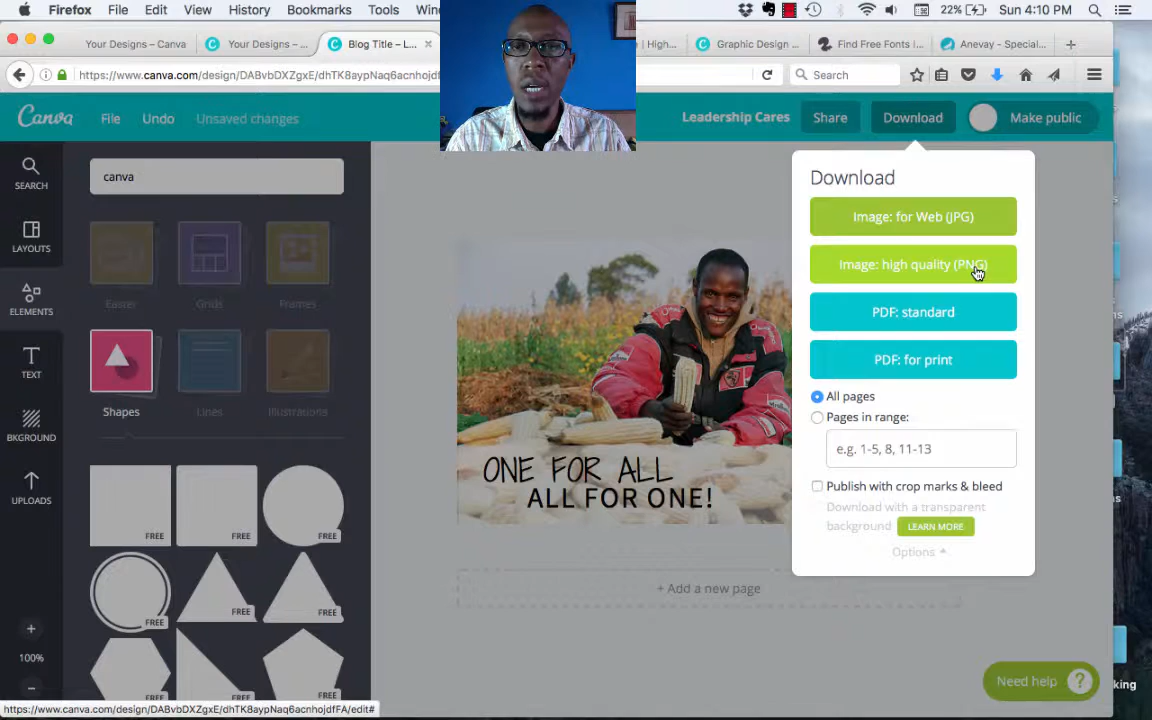 Firefox File Edit View History Bookmarks Tools 22% Sun 4:10 PM
Your Designs – Canva Your Designs – ... Blog Title – L... | High... Graphic Design ... Find Free Fonts |... Anevay - Special...
https://www.canva.com/design/DABvbDXZgxE/dhTK8aypNaq6acnhojdf Search
Canva File Undo Unsaved changes Leadership Cares Share Download Make public
SEARCH
LAYOUTS
ELEMENTS
TEXT
BKGROUND
UPLOADS
100%
canva
Easter Grids Frames
Shapes Lines Illustrations
FREE FREE FREE
FREE FREE FREE
FREE FREE FREE
ONE FOR ALL
ALL FOR ONE!
+ Add a new page
Download
Image: for Web (JPG)
Image: high quality (PNG)
PDF: standard
PDF: for print
All pages
Pages in range:
e.g. 1-5, 8, 11-13
Publish with crop marks & bleed
Download with a transparent
background LEARN MORE
Options
Need help ?
king
https://www.canva.com/design/DABvbDXZgxE/dhTK8aypNaq6acnhojdfFA/edit#